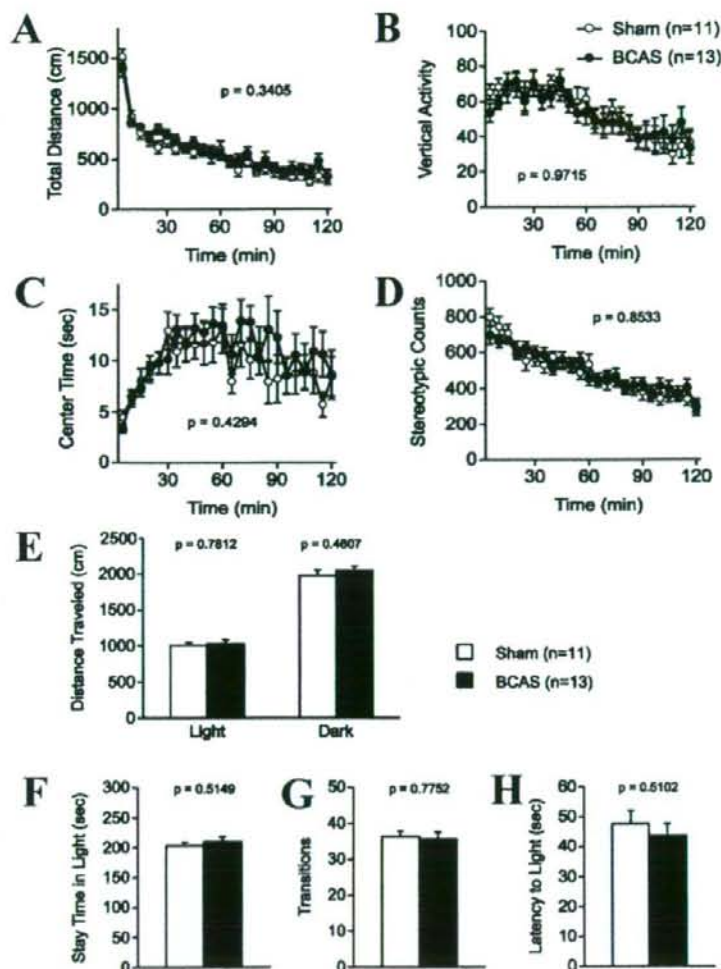 A
Total Distance (cm)
1500
1000
500
0
p = 0.3405
30 60 90 120
Time (min)
B
Sham (n=11)
BCAS (n=13)
Vertical Activity
100
80
60
40
20
0
p = 0.9715
30 60 90 120
Time (min)
C
Center Time (sec)
15
10
5
0
p = 0.4294
30 60 90 120
Time (min)
D
Stereotypic Counts
1000
800
600
400
200
0
p = 0.8533
30 60 90 120
Time (min)
E
Distance Traveled (cm)
2500
2000
1500
1000
500
0
p = 0.7812
p = 0.4607
Light
Dark
Sham (n=11)
BCAS (n=13)
F
Stay Time in Light (sec)
300
250
200
150
100
50
0
p = 0.5149
G
Transitions
50
40
30
20
10
0
p = 0.7752
H
Latency to Light (sec)
60
50
40
30
20
10
0
p = 0.5102